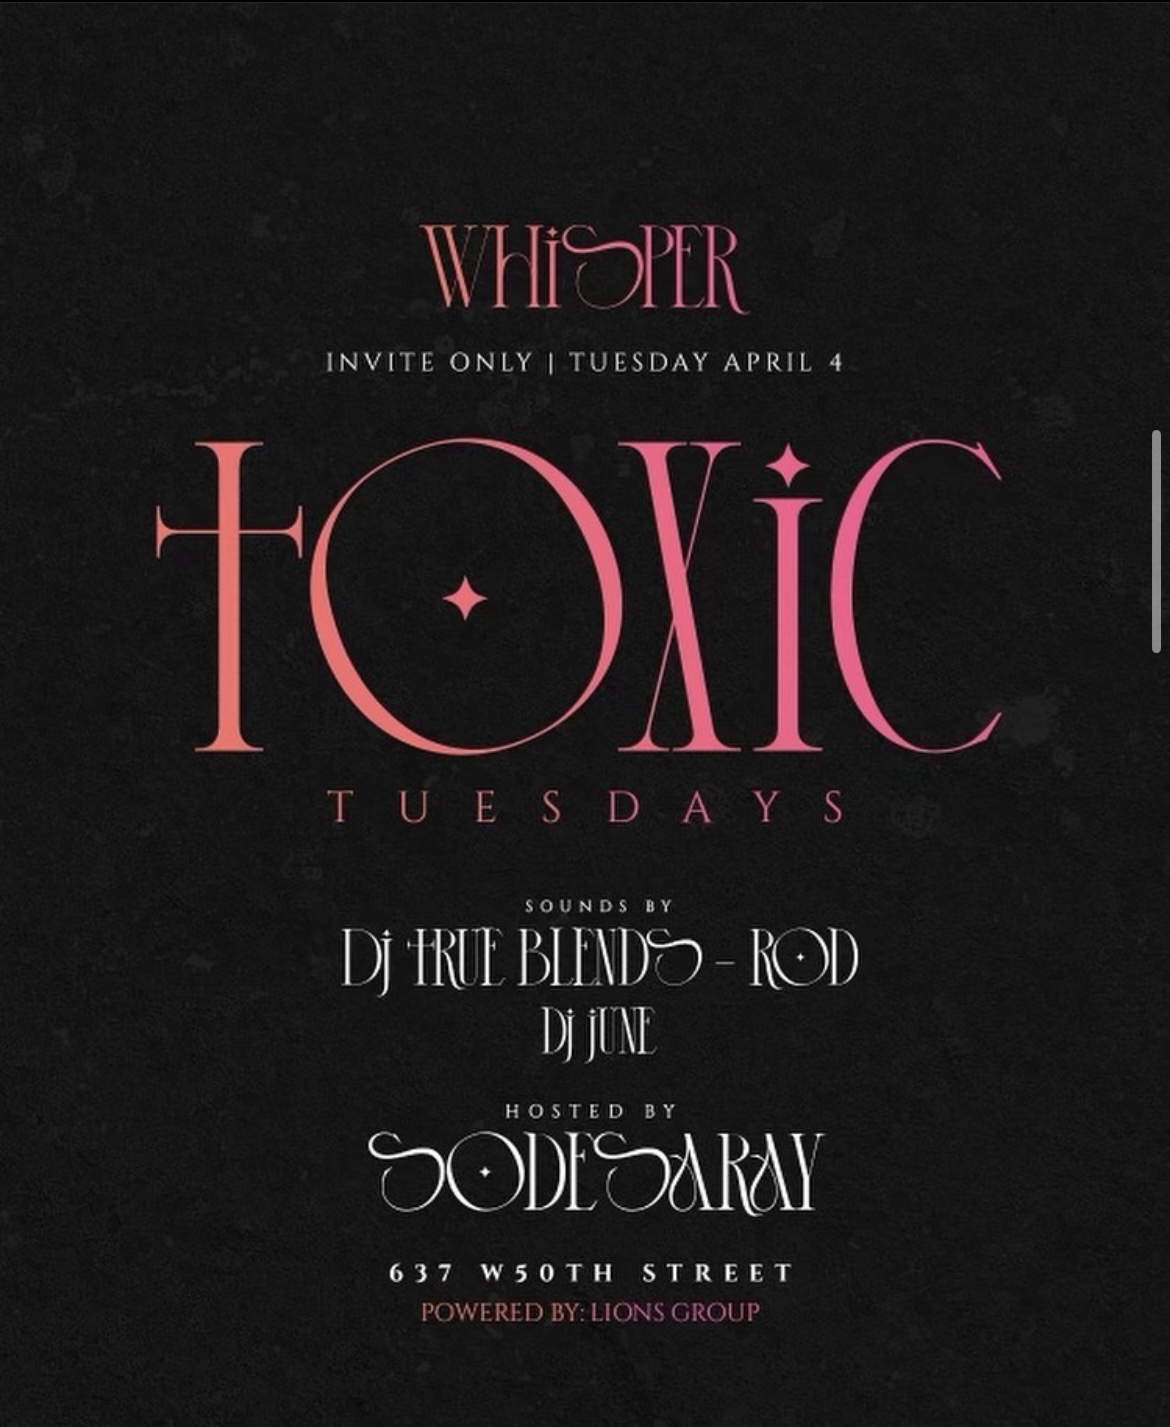 WHiSPER
INVITE ONLY | TUESDAY APRIL 4
tOXiC
TUESDAYS
SOUNDS BY
Dj tRUE BLENDS – ROD
Dj jUNE
HOSTED BY
SODESARAY
637 W50TH STREET
POWERED BY: LIONS GROUP